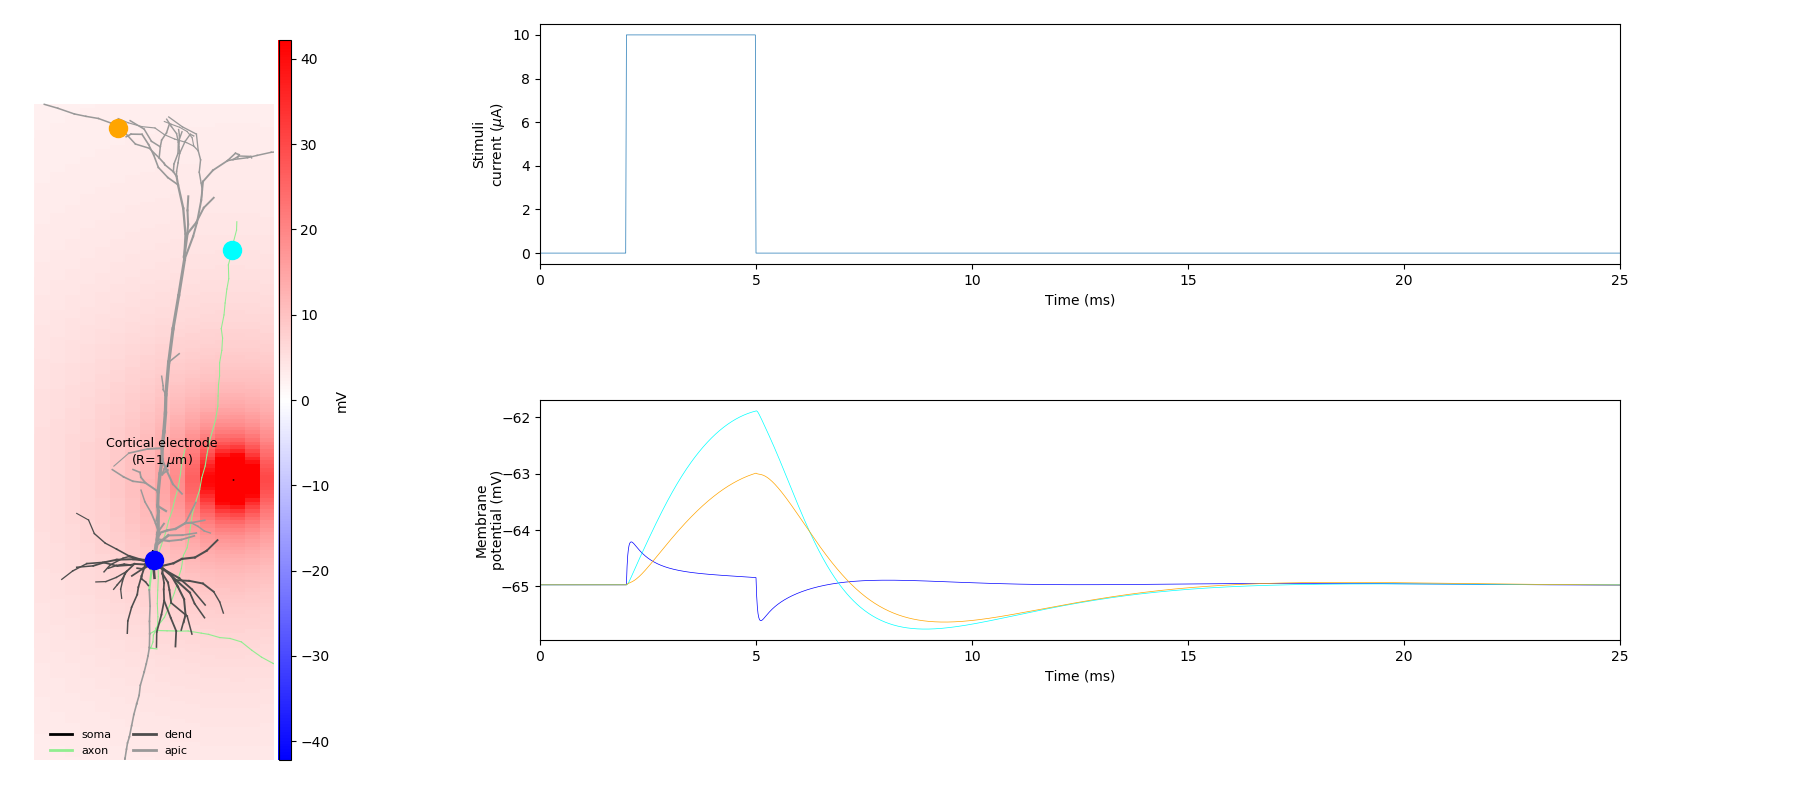 Cortical electrode
(R=1 μm)
soma
axon
dend
apic
40
30
20
10
0
−10
−20
−30
−40
mV
Stimuli
current (μA)
10
8
6
4
2
0
0 5 10 15 20 25
Time (ms)
Membrane
potential (mV)
−62
−63
−64
−65
0 5 10 15 20 25
Time (ms)